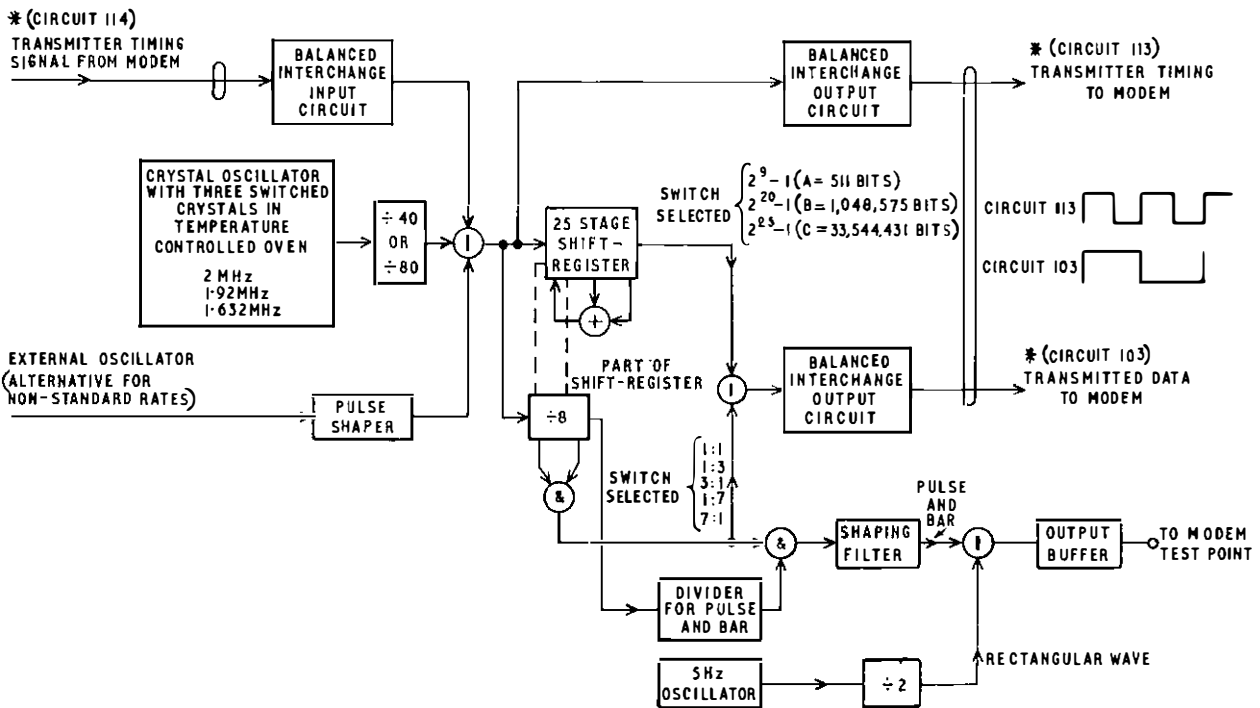 * (CIRCUIT 114)
TRANSMITTER TIMING
SIGNAL FROM MODEM
BALANCED
INTERCHANGE
INPUT
CIRCUIT
BALANCED
INTERCHANGE
OUTPUT
CIRCUIT
* (CIRCUIT 113)
TRANSMITTER TIMING
TO MODEM
CRYSTAL OSCILLATOR
WITH THREE SWITCHED
CRYSTALS IN
TEMPERATURE
CONTROLLED OVEN
2 MHz
1·92MHz
1·632MHz
÷40
OR
÷80
1
25 STAGE
SHIFT-
REGISTER
+
SWITCH
SELECTED
2⁹-1 (A= 511 BITS)
2²⁰-1 (B= 1,048,575 BITS)
2²⁵-1 (C = 33,544,431 BITS)
CIRCUIT 113
CIRCUIT 103
EXTERNAL OSCILLATOR
(ALTERNATIVE FOR
NON-STANDARD RATES)
PULSE
SHAPER
PART OF
SHIFT-REGISTER
÷8
&
1
BALANCED
INTERCHANGE
OUTPUT
CIRCUIT
* (CIRCUIT 103)
TRANSMITTED DATA
TO MODEM
SWITCH
SELECTED
1:1
1:3
3:1
1:7
7:1
&
SHAPING
FILTER
PULSE
AND
BAR
1
OUTPUT
BUFFER
TO MODEM
TEST POINT
DIVIDER
FOR PULSE
AND BAR
5Hz
OSCILLATOR
÷2
RECTANGULAR WAVE